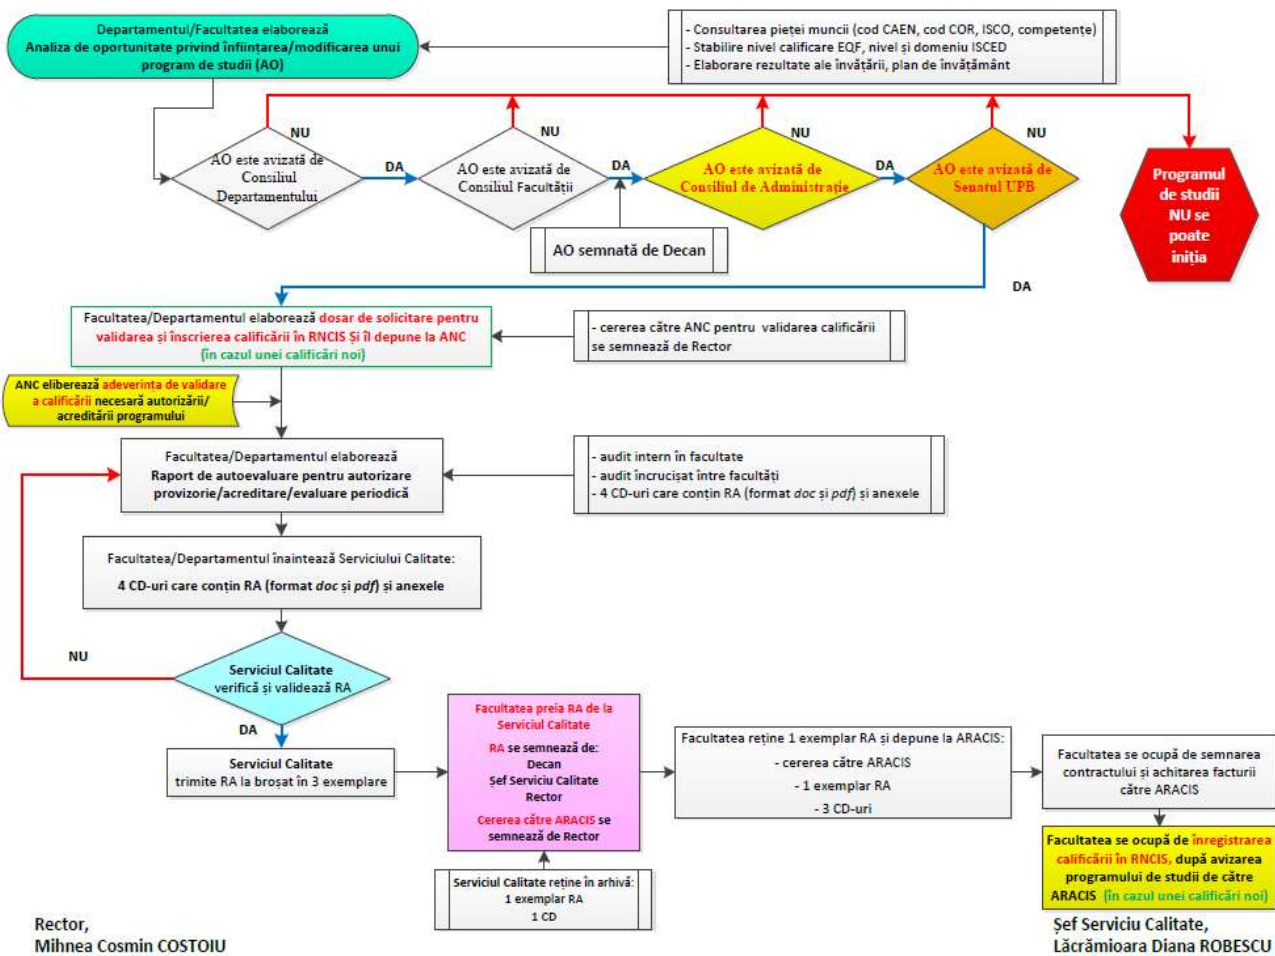 Departamentul/Facultatea elaborează
Analiza de oportunitate privind înființarea/modificarea unui
program de studii (AO)
- Consultarea pieței muncii (cod CAEN, cod COR, ISCO, competențe)
- Stabilire nivel calificare EQF, nivel și domeniu ISCED
- Elaborare rezultate ale învățării, plan de învățământ
NU
NU
NU
NU
AO este avizată de
Consiliul
Departamentului
DA
AO este avizată de
Consiliul Facultății
DA
AO este avizată de
Consiliul de Administrație
DA
AO este avizată de
Senatul UPB
Programul
de studii
NU se
poate
iniția
AO semnată de Decan
DA
Facultatea/Departamentul elaborează dosar de solicitare pentru
validarea și înscrierea calificării în RNCIS Și îl depune la ANC
(în cazul unei calificări noi)
- cererea către ANC pentru validarea calificării
se semnează de Rector
ANC eliberează adeverința de validare
a calificării necesară autorizării/
acreditării programului
Facultatea/Departamentul elaborează
Raport de autoevaluare pentru autorizare
provizorie/acreditare/evaluare periodică
- audit intern în facultate
- audit încrucișat între facultăți
- 4 CD-uri care conțin RA (format doc și pdf) și anexele
Facultatea/Departamentul înaintează Serviciului Calitate:
4 CD-uri care conțin RA (format doc și pdf) și anexele
NU
Serviciul Calitate
verifică și validează RA
DA
Serviciul Calitate
trimite RA la broșat în 3 exemplare
Facultatea preia RA de la
Serviciul Calitate
RA se semnează de:
Decan
Șef Serviciu Calitate
Rector
Cererea către ARACIS se
semnează de Rector
Facultatea reține 1 exemplar RA și depune la ARACIS:
- cererea către ARACIS
- 1 exemplar RA
- 3 CD-uri
Facultatea se ocupă de semnarea
contractului și achitarea facturii
către ARACIS
Serviciul Calitate reține în arhivă:
1 exemplar RA
1 CD
Facultatea se ocupă de înregistrarea
calificării în RNCIS, după avizarea
programului de studii de către
ARACIS (în cazul unei calificări noi)
Rector,
Mihnea Cosmin COSTOIU
Șef Serviciu Calitate,
Lăcrămioara Diana ROBESCU